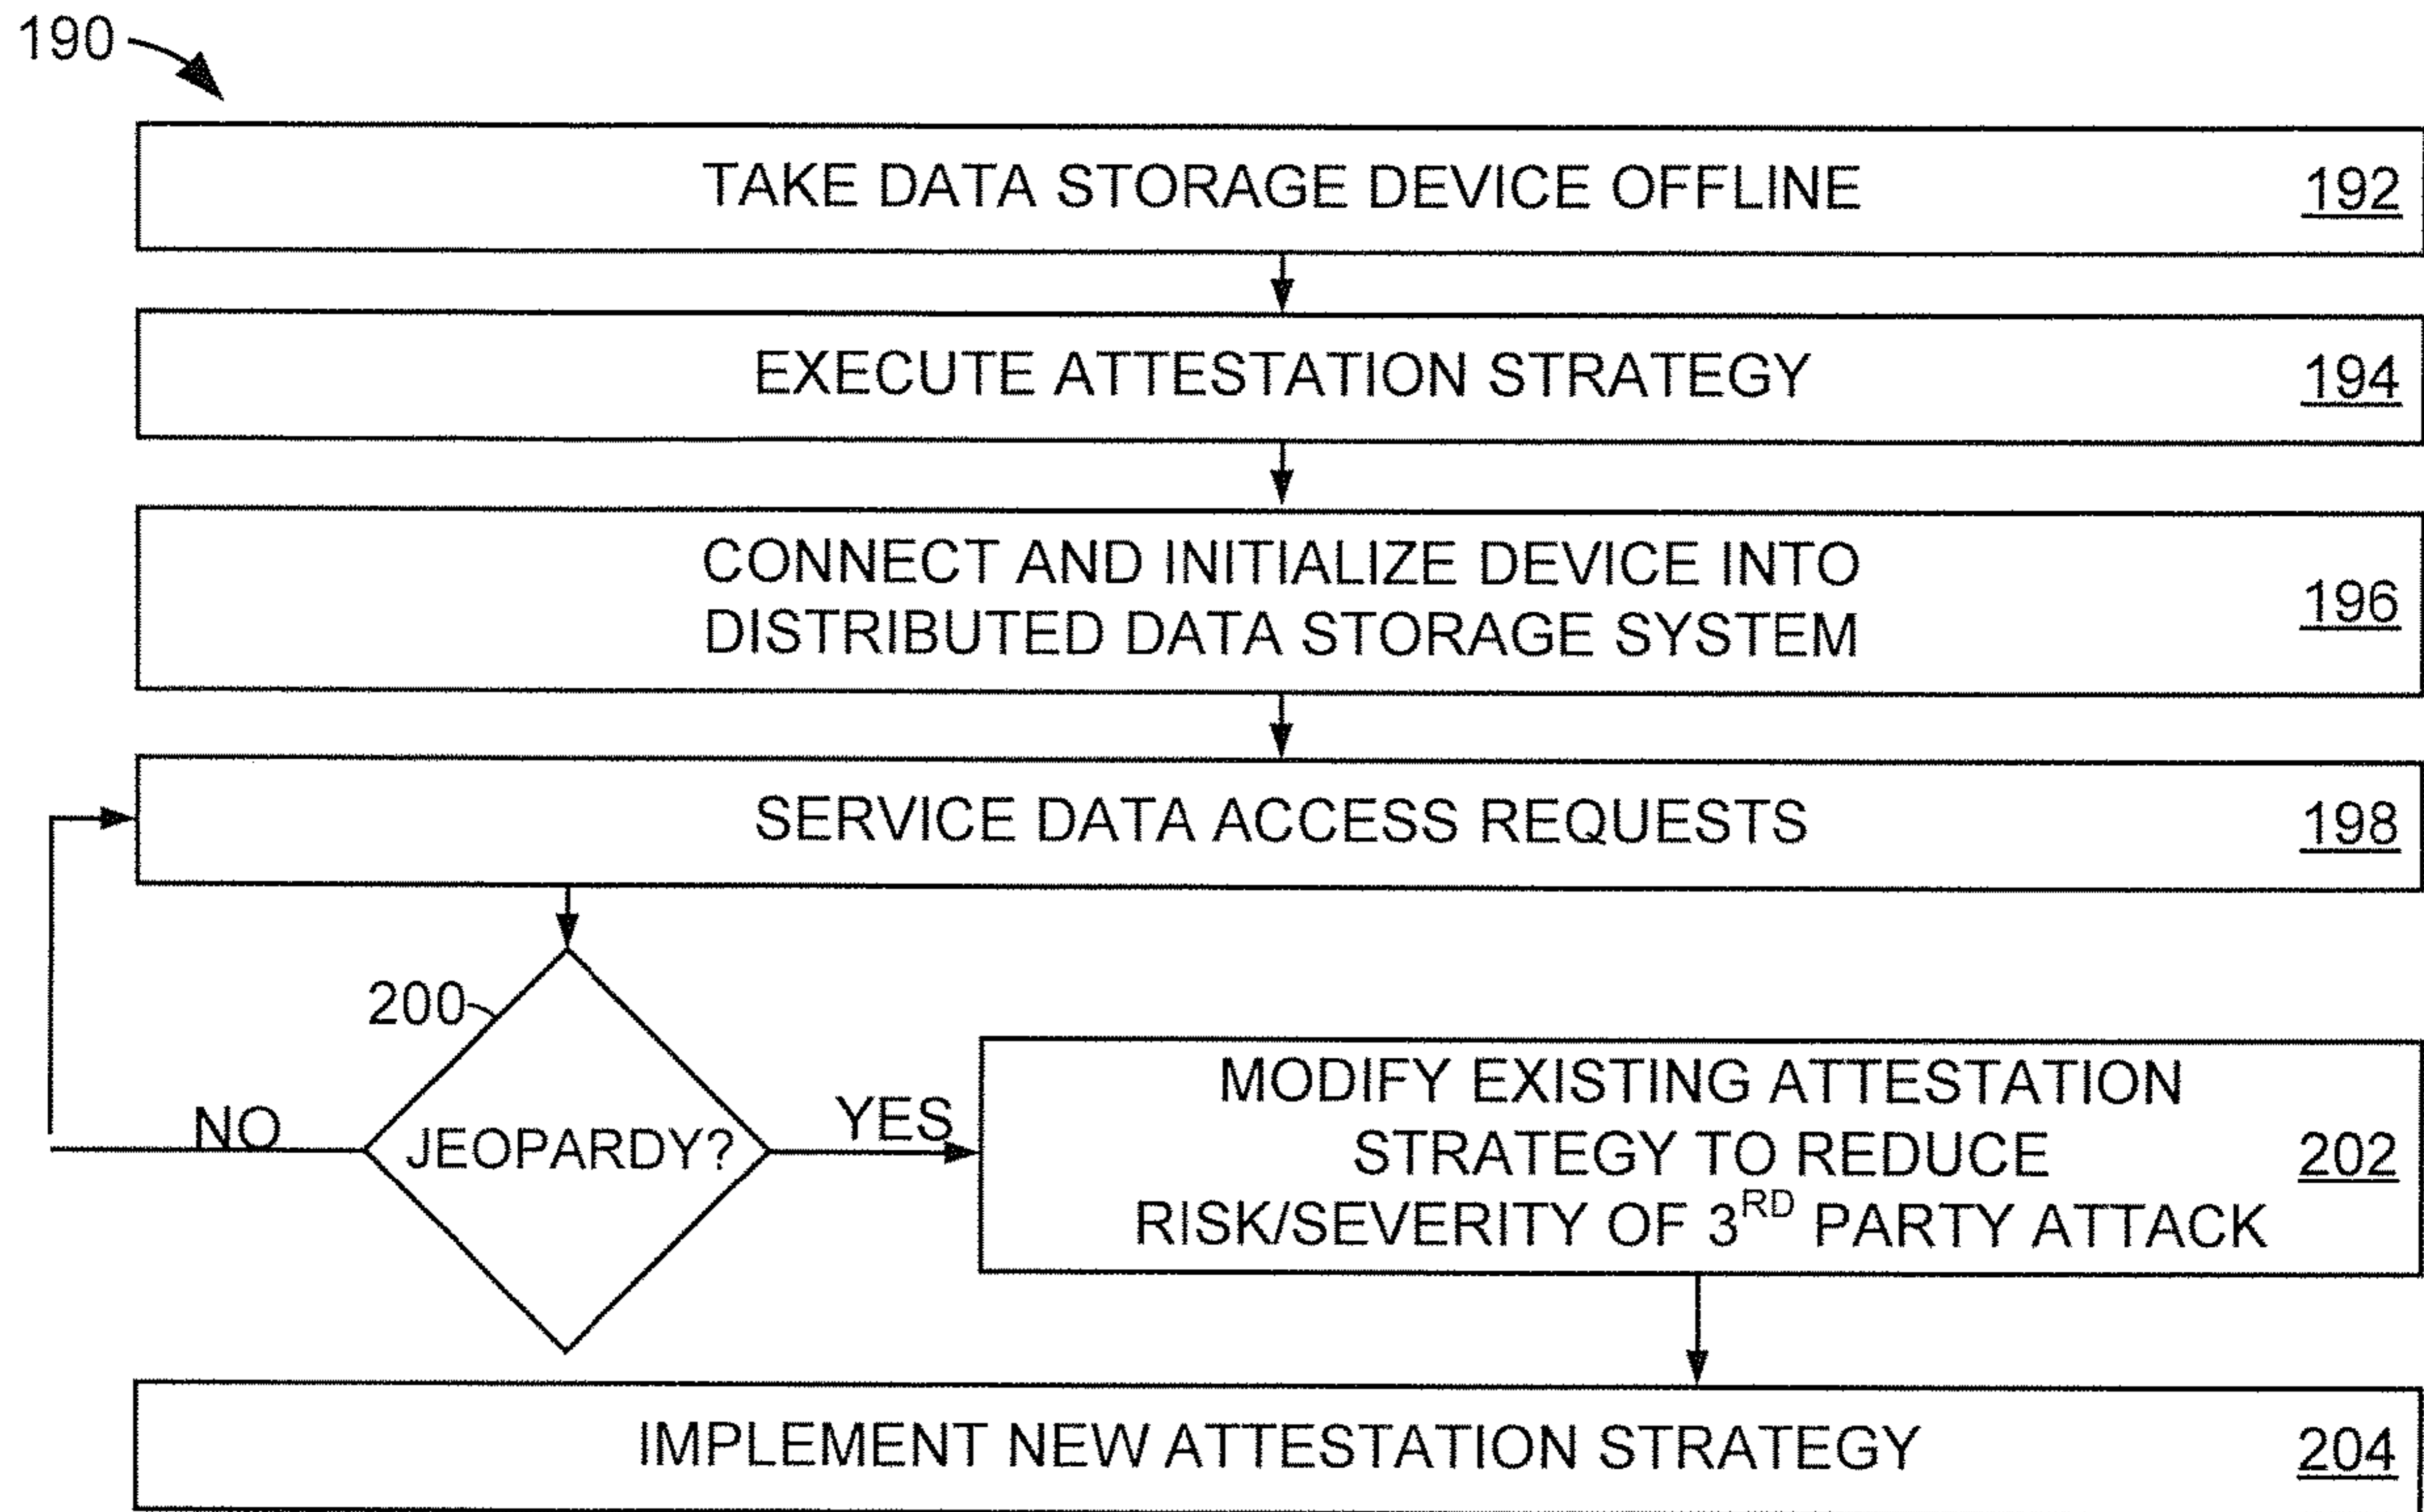 190
TAKE DATA STORAGE DEVICE OFFLINE 192
EXECUTE ATTESTATION STRATEGY 194
CONNECT AND INITIALIZE DEVICE INTO
DISTRIBUTED DATA STORAGE SYSTEM
196
SERVICE DATA ACCESS REQUESTS 198
200
JEOPARDY?
NO
YES
MODIFY EXISTING ATTESTATION
STRATEGY TO REDUCE
RISK/SEVERITY OF 3RD PARTY ATTACK
202
IMPLEMENT NEW ATTESTATION STRATEGY 204